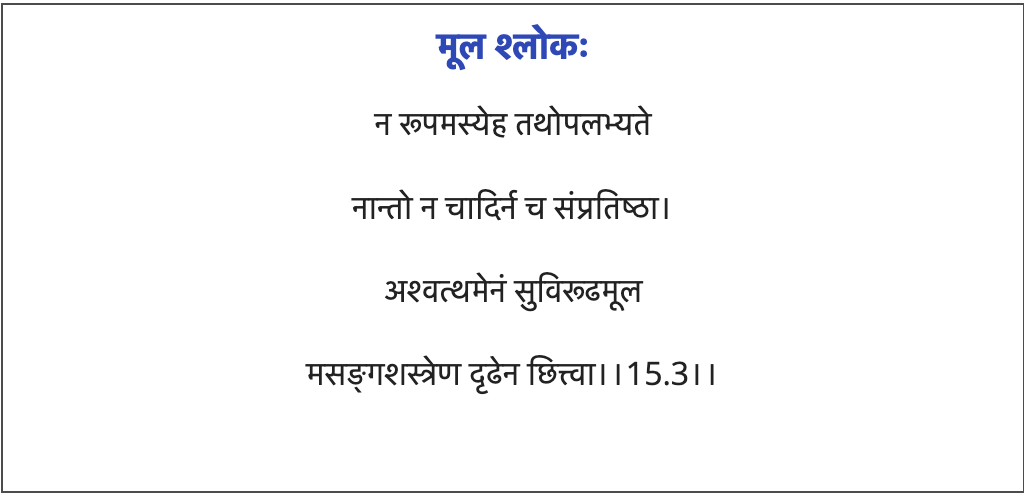 मूल श्लोकः
न रूपमस्येह तथोपलभ्यते
नान्तो न चादिर्न च संप्रतिष्ठा।
अश्वत्थमेनं सुविरूढमूल
मसङ्गशस्त्रेण दृढेन छित्त्वा।।15.3।।